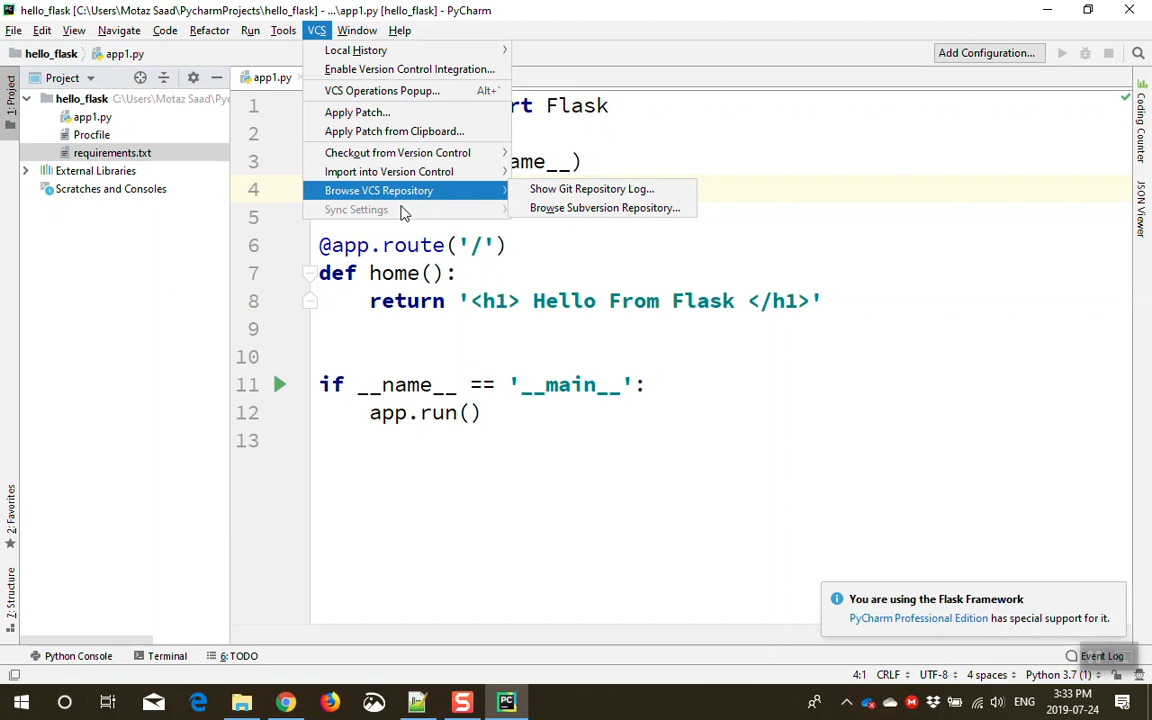 hello_flask [C:\Users\Motaz Saad\PycharmProjects\hello_flask] - ...\app1.py [hello_flask] - PyCharm
File Edit View Navigate Code Refactor Run Tools VCS Window Help
hello_flask app1.py
Add Configuration...
Project
app1.py
1: Project
hello_flask C:\Users\Motaz Saad\Pyc
app1.py
Procfile
requirements.txt
External Libraries
Scratches and Consoles
Local History
Enable Version Control Integration...
VCS Operations Popup... Alt+`
Apply Patch...
Apply Patch from Clipboard...
Checkout from Version Control
Import into Version Control
Browse VCS Repository
Sync Settings
Show Git Repository Log...
Browse Subversion Repository...
1 rt Flask
2
3 ame__)
4
5
6 @app.route('/')
7 def home():
8 return '<h1> Hello From Flask </h1>'
9
10
11 if __name__ == '__main__':
12 app.run()
13
Coding Counter
JSON Viewer
2: Favorites
7: Structure
You are using the Flask Framework
PyCharm Professional Edition has special support for it.
Python Console Terminal 6: TODO Event Log
4:1 CRLF UTF-8 4 spaces Python 3.7 (1)
ENG
3:33 PM
2019-07-24